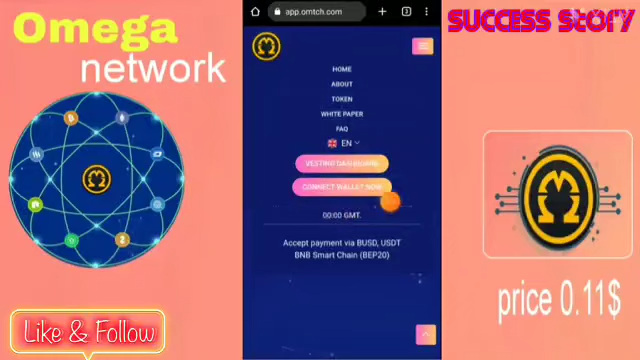 Omega
network
Like & Follow
app.omtch.com
3
HOME
ABOUT
TOKEN
WHITE PAPER
FAQ
EN
VESTING DASHBOARD
CONNECT WALLET NOW
00:00 GMT.
Accept payment via BUSD, USDT
BNB Smart Chain (BEP20)
SUCCESS StORY
price 0.11$